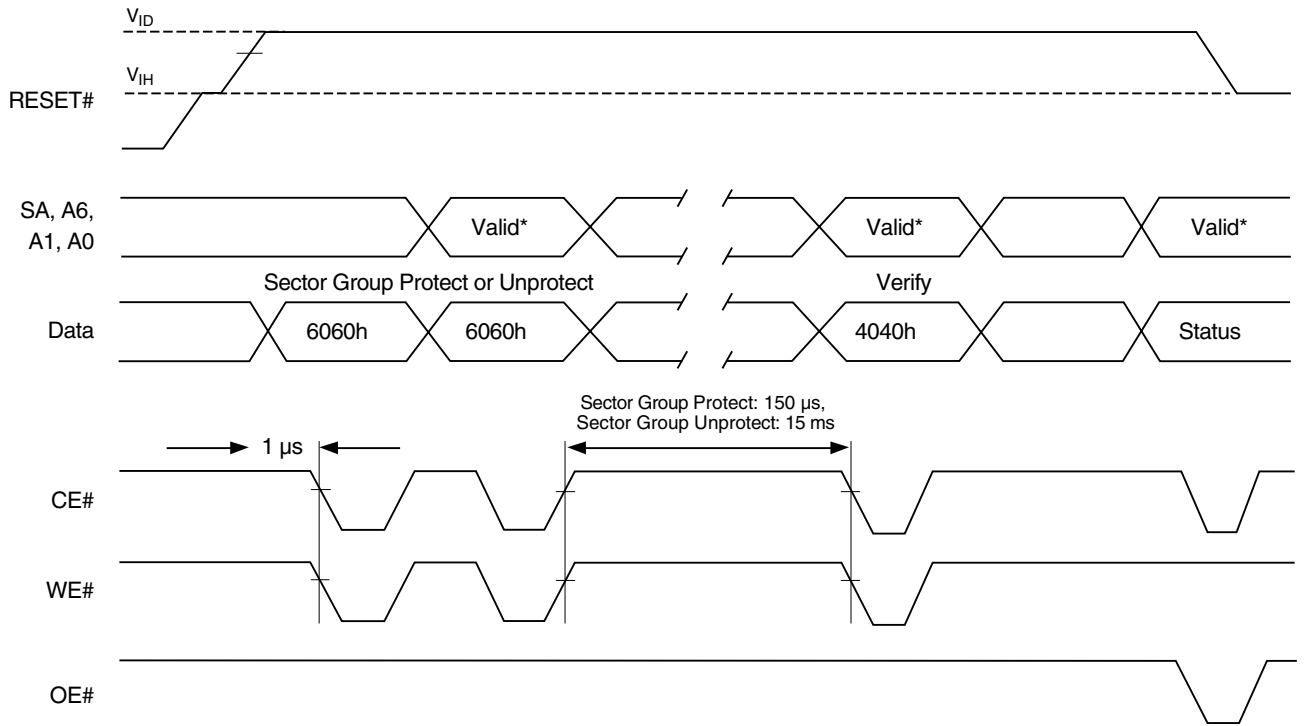 VID
VIH
RESET#
SA, A6,
A1, A0
Valid*
Valid*
Valid*
Sector Group Protect or Unprotect
Verify
Data
6060h
6060h
4040h
Status
Sector Group Protect: 150 µs,
Sector Group Unprotect: 15 ms
1 µs
CE#
WE#
OE#